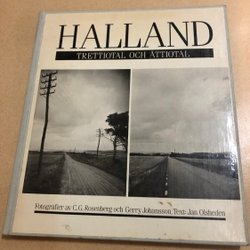 HALLAND
TRETTIOTAL OCH ÅTTIOTAL
Fotografier av C.G. Rosenberg och Gerry Johansson. Text: Jan Olsheden